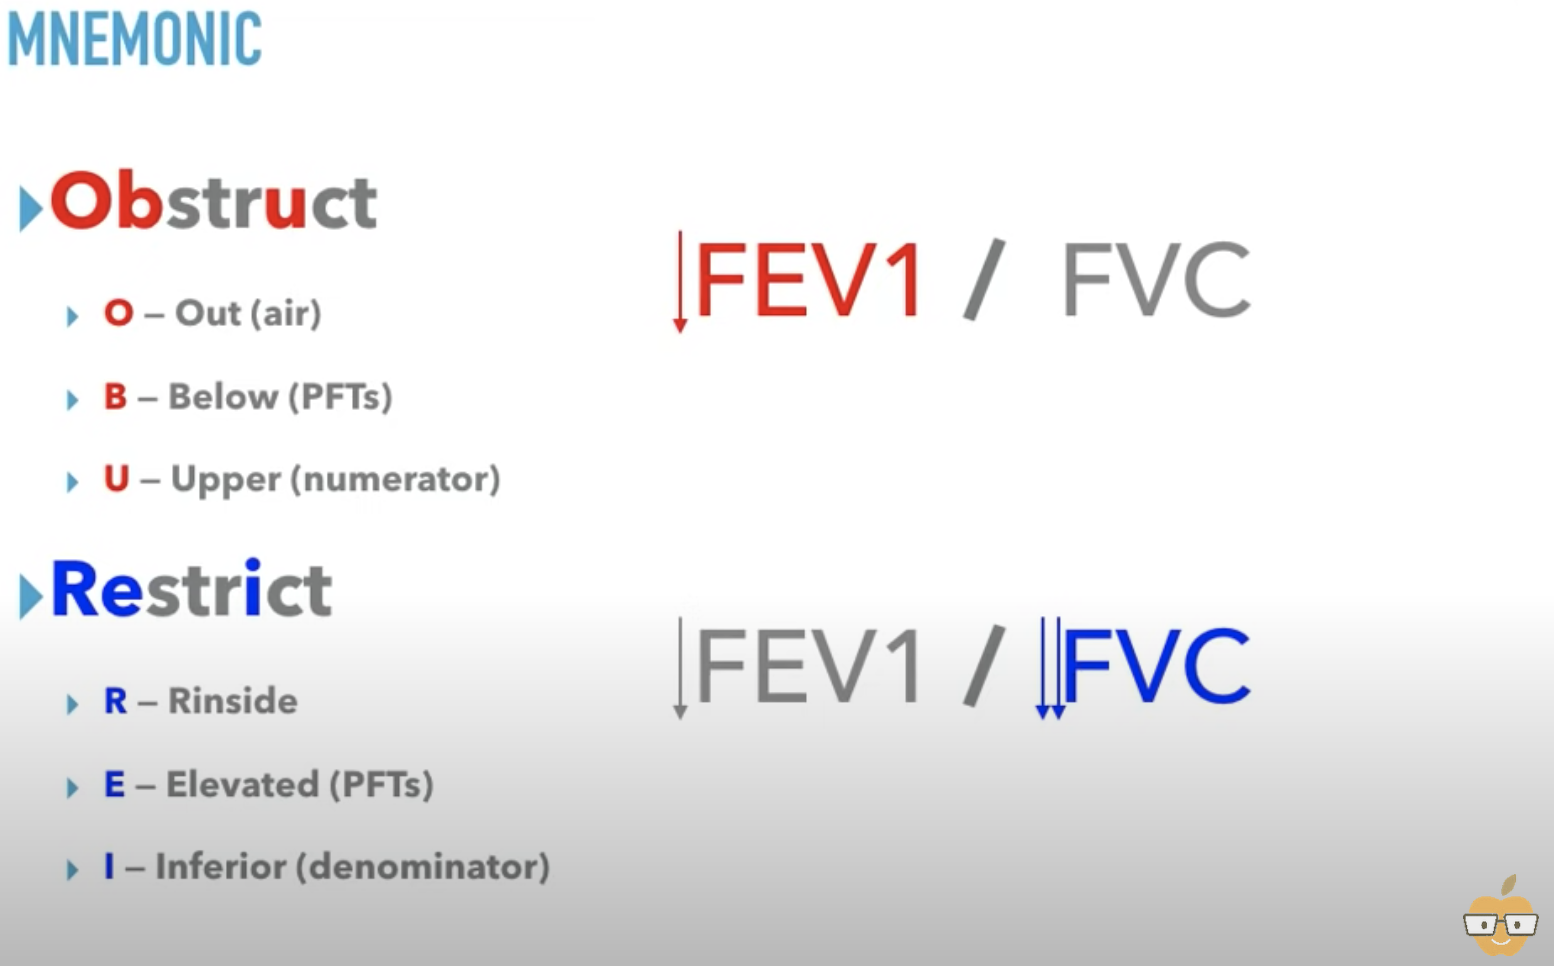 MNEMONIC
Obstruct
O – Out (air)
B – Below (PFTs)
U – Upper (numerator)
↓FEV1 / FVC
Restrict
R – Rinside
E – Elevated (PFTs)
I – Inferior (denominator)
↓FEV1 / ↓↓FVC